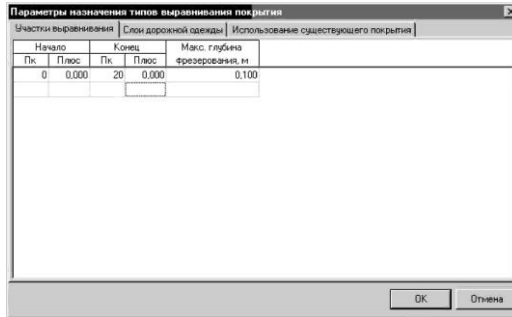 Параметры назначения типов выравнивания покрытия
Участки выравнивания Слои дорожной одежды Использование существующего покрытия
Начало Конец Макс. глубина
Пк Плюс Пк Плюс фрезерования, м
0 0,000 20 0,000 0,100
OK Отмена